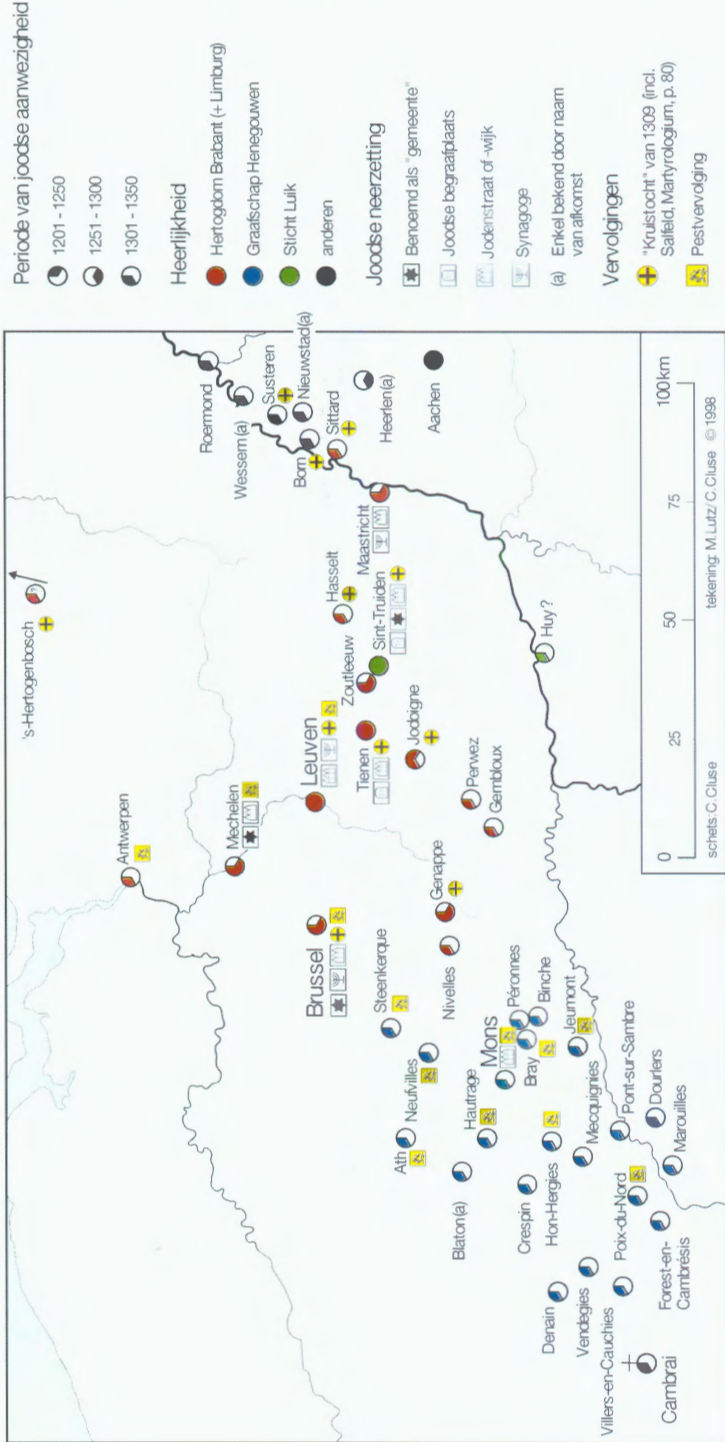 's-Hertogenbosch
Antwerpen
Mechelen
Roermond
Wessem (a)
Susteren
Nieuwstad(a)
Born
Sittard
Heerlen(a)
Aachen
Maastricht
Hasselt
Sint-Truiden
Zoutleeuw
Leuven
Tienen
Jodoigne
Perwez
Gembloux
Huy ?
Brussel
Genappe
Nivelles
Steenkerque
Neufvilles
Ath
Hautrage
Blaton(a)
Mons
Péronnes
Binche
Bray
Jeumont
Crespin
Hon-Hergies
Mecquignies
Pont-sur-Sambre
Dourlers
Marouilles
Poix-du-Nord
Forest-en-
Cambrésis
Denain
Vendegies
Villers-en-Cauchies
Cambrai
0 25 50 75 100km
schets: C. Cluse tekening: M.Lutz/C.Cluse © 1998
Periode van joodse aanwezigheid
1201 - 1250
1251 - 1300
1301 - 1350
Heerlijkheid
Hertogdom Brabant (+ Limburg)
Graafschap Henegouwen
Sticht Luik
anderen
Joodse neerzetting
Benoemd als "gemeente"
Joodse begraafplaats
Jodenstraat of -wijk
Synagoge
(a) Enkel bekend door naam
van afkomst
Vervolgingen
"Kruistocht" van 1309 (incl.
Salfeld, Martyrologium, p. 80)
Pestvervolging